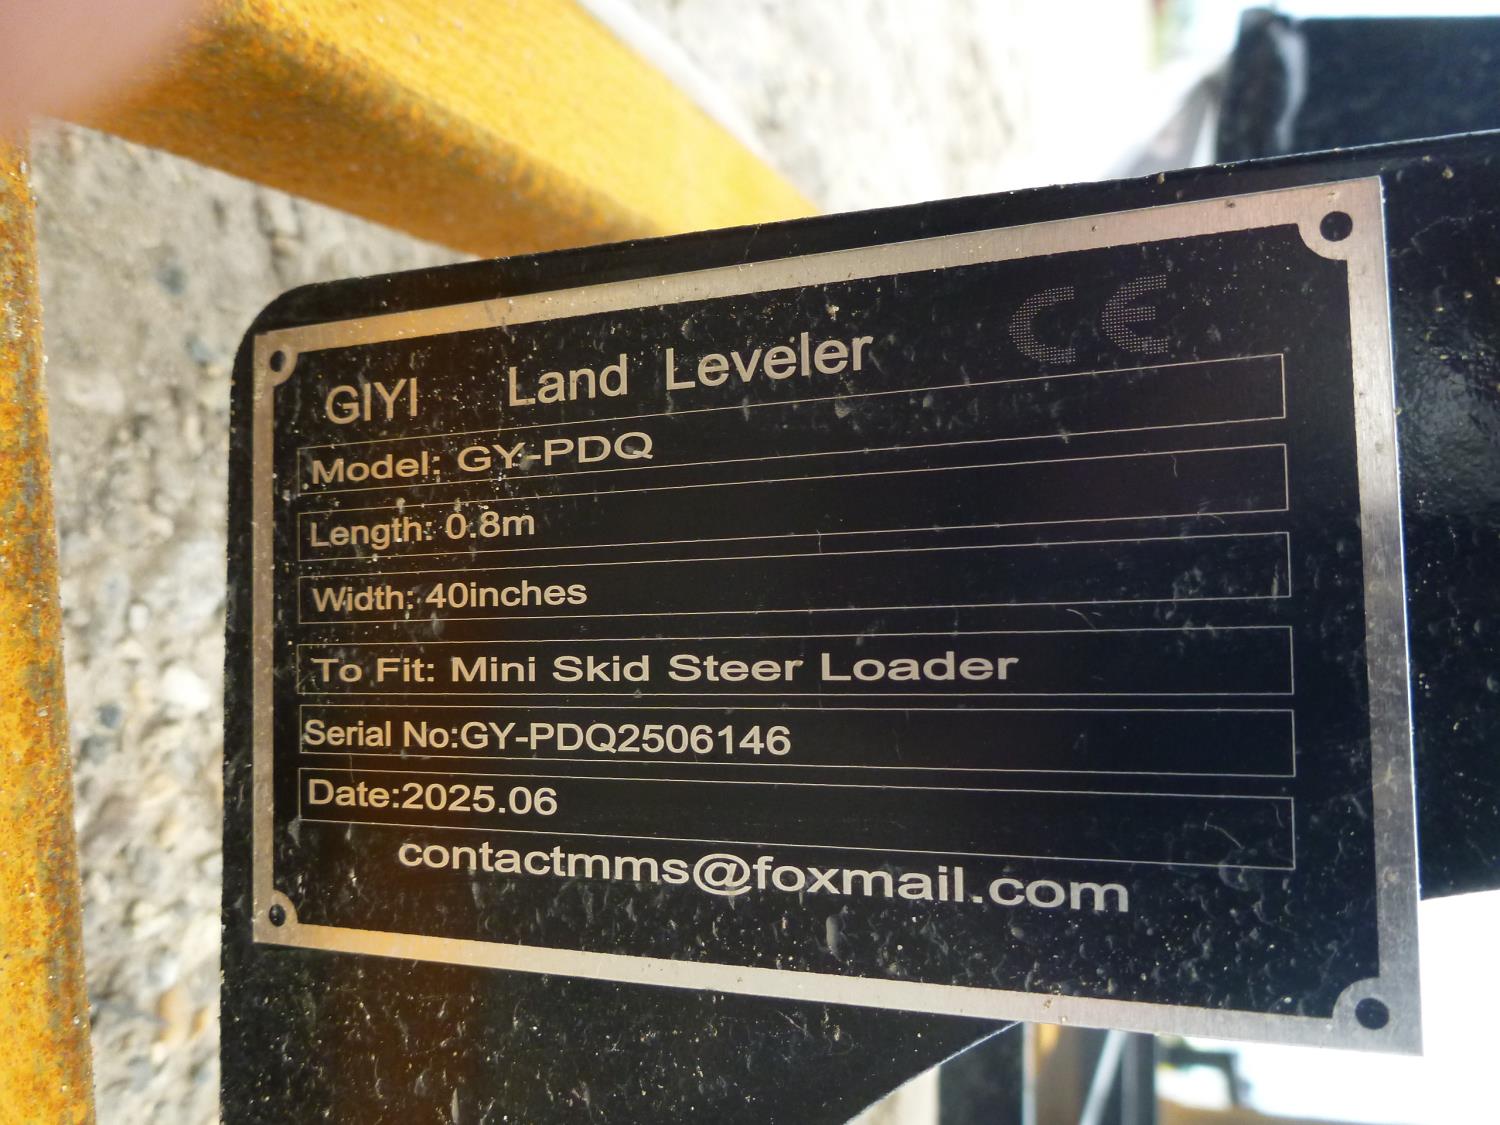 GIYI Land Leveler CE
Model: GY-PDQ
Length: 0.8m
Width: 40inches
To Fit: Mini Skid Steer Loader
Serial No:GY-PDQ2506146
Date:2025.06
contactmms@foxmail.com